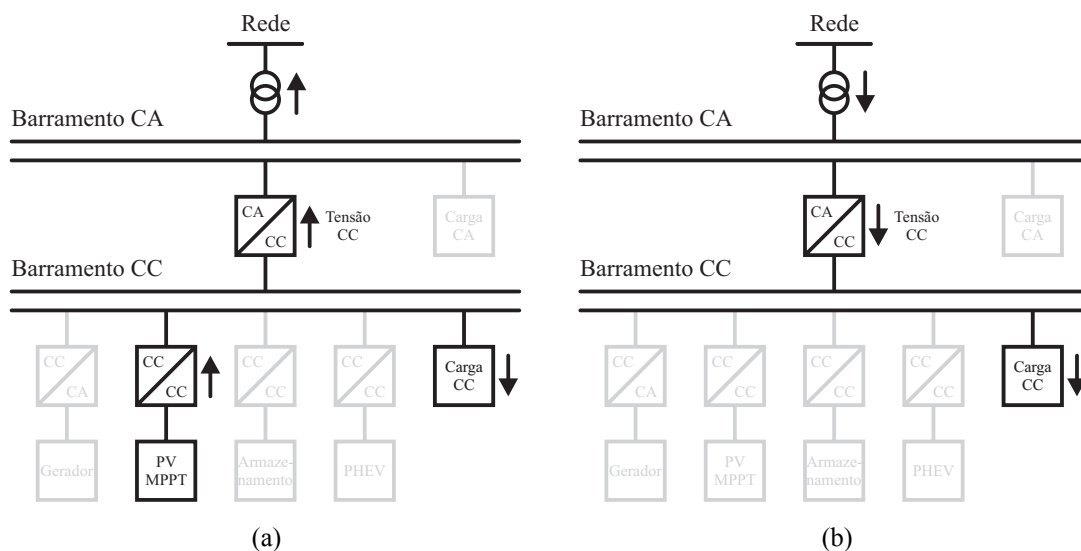 Rede
Barramento CA
CA
CC
Tensão
CC
Carga
CA
Barramento CC
CC
CA
CC
CC
CC
CC
CC
CC
Carga
CC
Gerador
PV
MPPT
Armaze-
namento
PHEV
(a)
Rede
Barramento CA
CA
CC
Tensão
CC
Carga
CA
Barramento CC
CC
CA
CC
CC
CC
CC
CC
CC
Carga
CC
Gerador
PV
MPPT
Armaze-
namento
PHEV
(b)